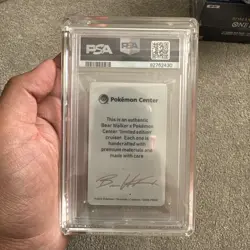 PSA
Pokémon Center
This is an authentic
Bear Walker x Pokémon
Center limited edition
cruiser. Each one is
handcrafted with
premium materials and
made with care.